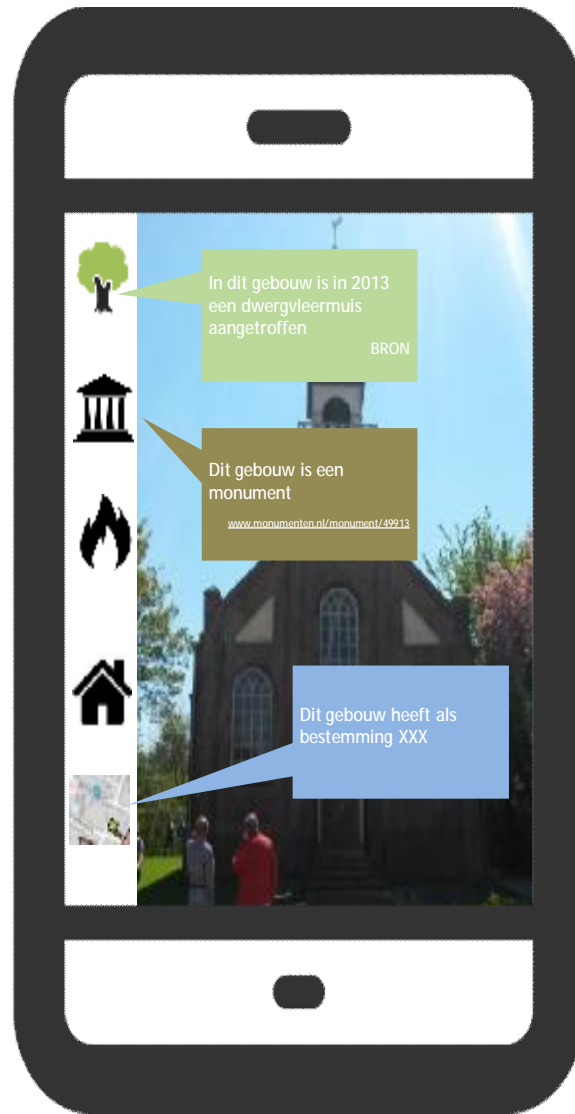 In dit gebouw is in 2013
een dwergvleermuis
aangetroffen
BRON
Dit gebouw is een
monument
www.monumenten.nl/monument/49913
Dit gebouw heeft als
bestemming XXX